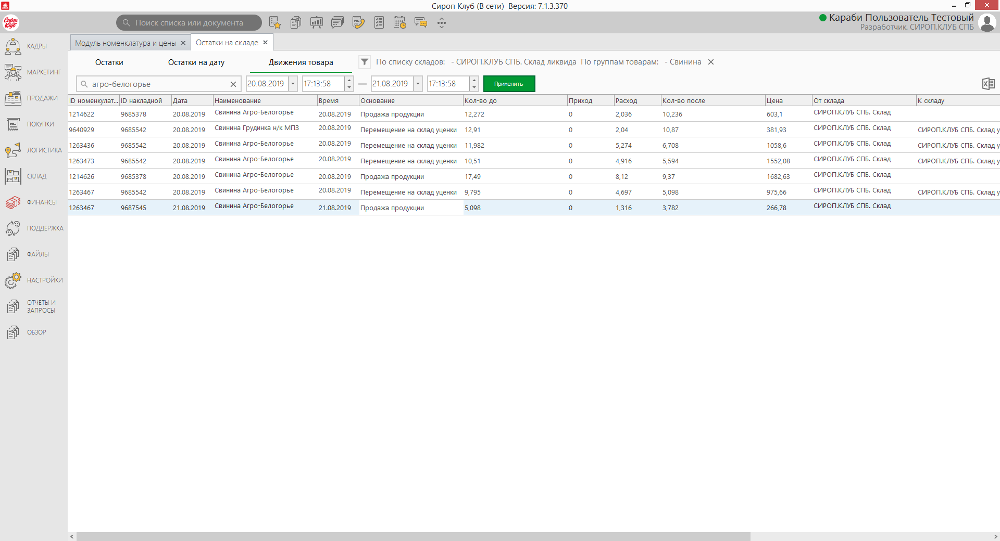 Сироп Клуб (В сети) Версия: 7.1.3.370
Сироп Клуб
Поиск списка или документа
Караби Пользователь Тестовый
Разработчик. СИРОП.КЛУБ СПБ
КАДРЫ
МАРКЕТИНГ
ПРОДАЖИ
ПОКУПКИ
ЛОГИСТИКА
СКЛАД
ФИНАНСЫ
ПОДДЕРЖКА
ФАЙЛЫ
НАСТРОЙКИ
ОТЧЕТЫ И
ЗАПРОСЫ
ОБЗОР
Модуль номенклатура и цены Остатки на складе
Остатки Остатки на дату Движения товара По списку складов: - СИРОП.КЛУБ СПБ. Склад ликвида По группам товарам: - Свинина
агро-белогорье 20.08.2019 17:13:58 — 21.08.2019 17:13:58 Применить
ID номенкулат... ID накладной Дата Наименование Время Основание Кол-во до Приход Расход Кол-во после Цена От склада К складу
1214622 9685378 20.08.2019 Свинина Агро-Белогорье 20.08.2019 Продажа продукции 12,272 0 2,036 10,236 603,1 СИРОП.КЛУБ СПБ. Склад
9640929 9685542 20.08.2019 Свинина Грудинка н/к МПЗ 20.08.2019 Перемещение на склад уценки 12,91 0 2,04 10,87 381,93 СИРОП.КЛУБ СПБ. Склад СИРОП.КЛУБ СПБ. Склад у
1263436 9685542 20.08.2019 Свинина Агро-Белогорье 20.08.2019 Перемещение на склад уценки 11,982 0 5,274 6,708 1058,6 СИРОП.КЛУБ СПБ. Склад СИРОП.КЛУБ СПБ. Склад у
1263473 9685542 20.08.2019 Свинина Агро-Белогорье 20.08.2019 Перемещение на склад уценки 10,51 0 4,916 5,594 1552,08 СИРОП.КЛУБ СПБ. Склад СИРОП.КЛУБ СПБ. Склад у
1214626 9685378 20.08.2019 Свинина Агро-Белогорье 20.08.2019 Продажа продукции 17,49 0 8,12 9,37 1682,63 СИРОП.КЛУБ СПБ. Склад
1263467 9685542 20.08.2019 Свинина Агро-Белогорье 20.08.2019 Перемещение на склад уценки 9,795 0 4,697 5,098 975,66 СИРОП.КЛУБ СПБ. Склад СИРОП.КЛУБ СПБ. Склад у
1263467 9687545 21.08.2019 Свинина Агро-Белогорье 21.08.2019 Продажа продукции 5,098 0 1,316 3,782 266,78 СИРОП.КЛУБ СПБ. Склад